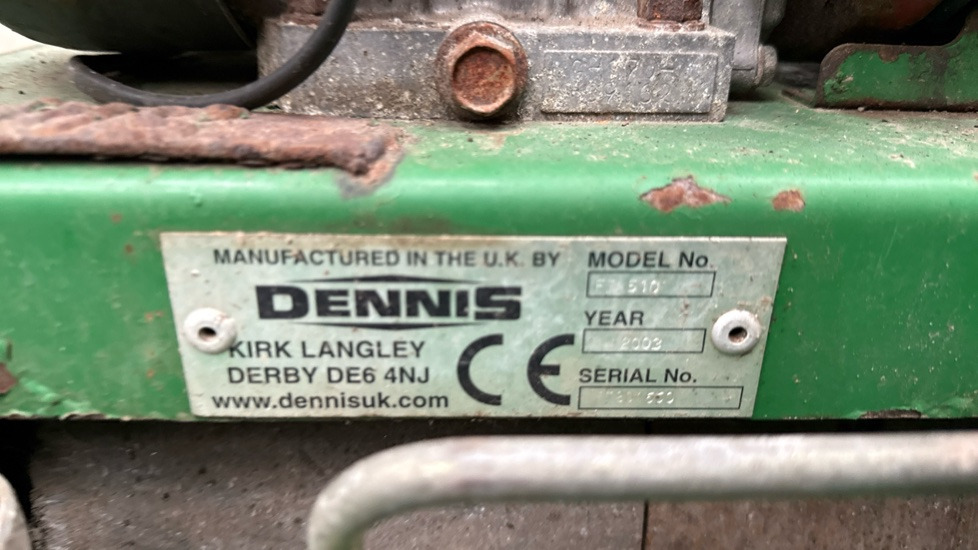 MANUFACTURED IN THE U.K. BY
DENNIS
KIRK LANGLEY
DERBY DE6 4NJ
www.dennisuk.com
CE
MODEL No.
510
YEAR
2003
SERIAL No.